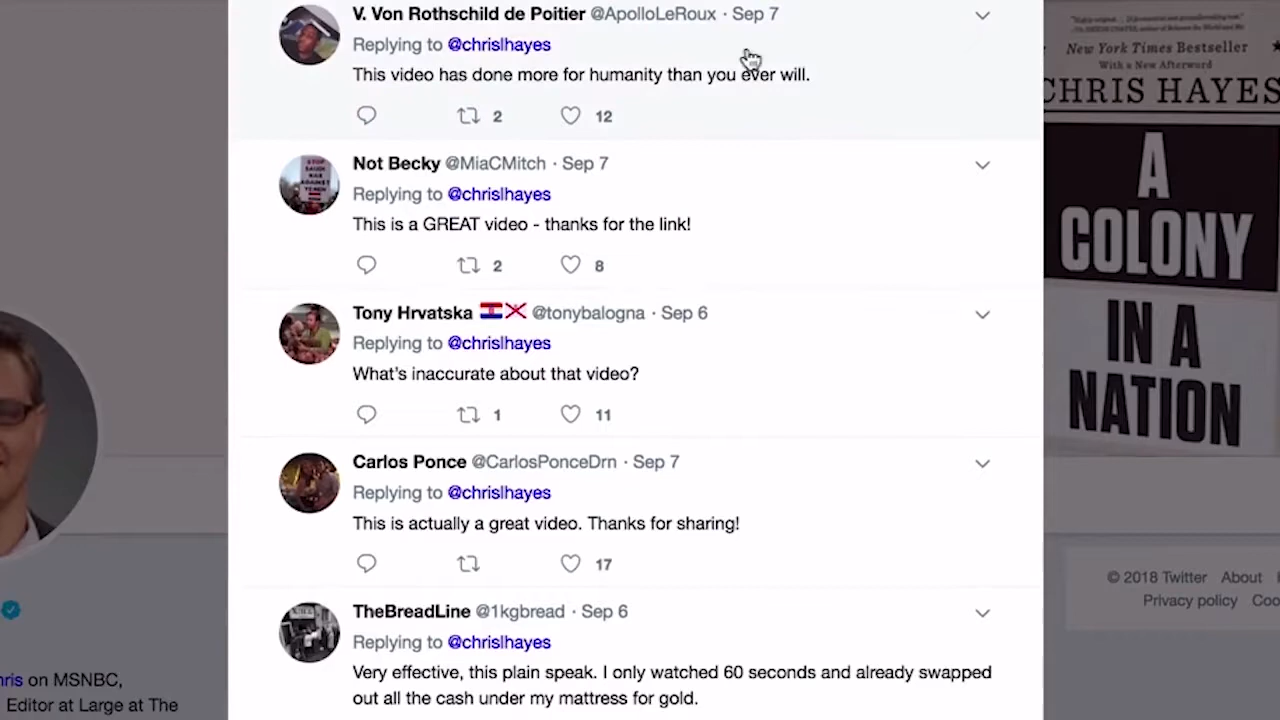 V. Von Rothschild de Poitier @ApolloLeRoux · Sep 7
Replying to @chrislhayes
This video has done more for humanity than you ever will.
2 12
Not Becky @MiaCMitch · Sep 7
Replying to @chrislhayes
This is a GREAT video - thanks for the link!
2 8
Tony Hrvatska @tonybalogna · Sep 6
Replying to @chrislhayes
What's inaccurate about that video?
1 11
Carlos Ponce @CarlosPonceDrn · Sep 7
Replying to @chrislhayes
This is actually a great video. Thanks for sharing!
17
TheBreadLine @1kgbread · Sep 6
Replying to @chrislhayes
Very effective, this plain speak. I only watched 60 seconds and already swapped
out all the cash under my mattress for gold.
New York Times Bestseller
With a New Afterword
CHRIS HAYES
A
COLONY
IN A
NATION
© 2018 Twitter About
Privacy policy Coo
hris on MSNBC,
Editor at Large at The